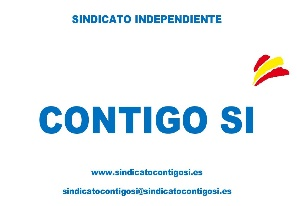 SINDICATO INDEPENDIENTE
CONTIGO SI
www.sindicatocontigosi.es
sindicatocontigosi@sindicatocontigosi.es